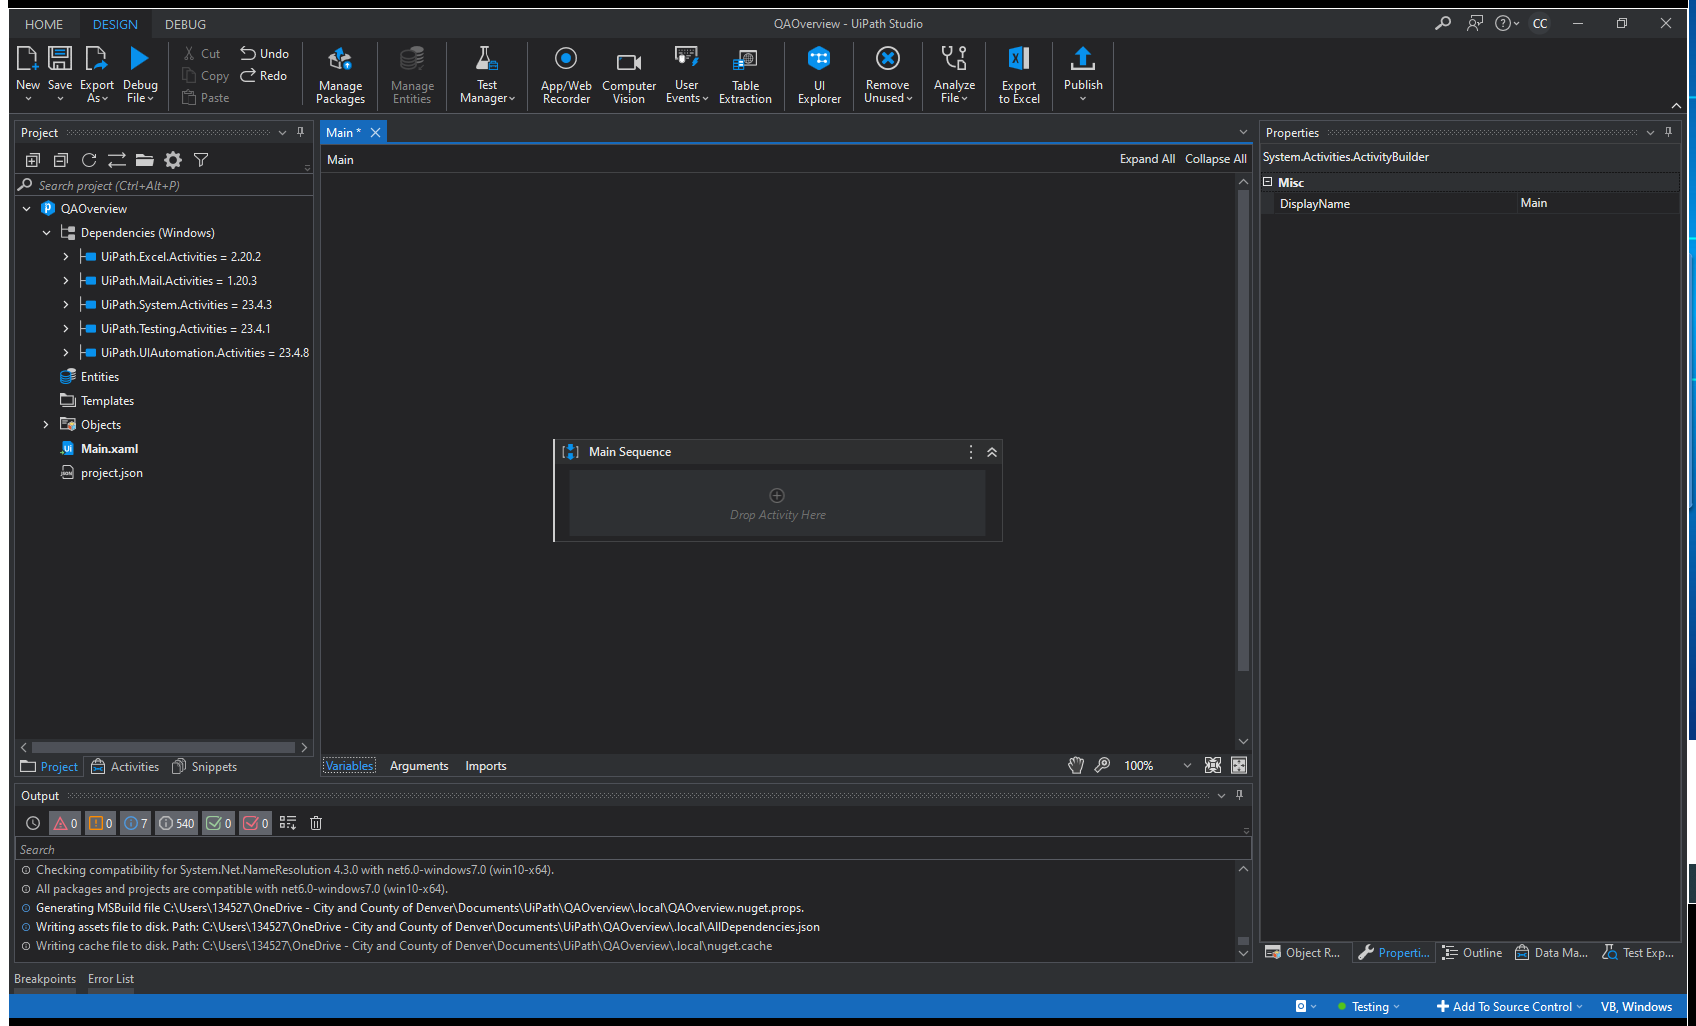 HOME DESIGN DEBUG
QAOverview - UiPath Studio
CC
New
Save
Export As
Debug File
Cut
Copy
Paste
Undo
Redo
Manage Packages
Manage Entities
Test Manager
App/Web Recorder
Computer Vision
User Events
Table Extraction
UI Explorer
Remove Unused
Analyze File
Export to Excel
Publish
Project
Search project (Ctrl+Alt+P)
QAOverview
Dependencies (Windows)
UiPath.Excel.Activities = 2.20.2
UiPath.Mail.Activities = 1.20.3
UiPath.System.Activities = 23.4.3
UiPath.Testing.Activities = 23.4.1
UiPath.UIAutomation.Activities = 23.4.8
Entities
Templates
Objects
Main.xaml
project.json
Project Activities Snippets
Main *
Main
Expand All Collapse All
Main Sequence
Drop Activity Here
Variables Arguments Imports
100%
Properties
System.Activities.ActivityBuilder
Misc
DisplayName Main
Object R... Properti... Outline Data Ma... Test Exp...
Output
0 0 7 540 0 0
Search
Checking compatibility for System.Net.NameResolution 4.3.0 with net6.0-windows7.0 (win10-x64).
All packages and projects are compatible with net6.0-windows7.0 (win10-x64).
Generating MSBuild file C:\Users\134527\OneDrive - City and County of Denver\Documents\UiPath\QAOverview\.local\QAOverview.nuget.props.
Writing assets file to disk. Path: C:\Users\134527\OneDrive - City and County of Denver\Documents\UiPath\QAOverview\.local\AllDependencies.json
Writing cache file to disk. Path: C:\Users\134527\OneDrive - City and County of Denver\Documents\UiPath\QAOverview\.local\nuget.cache
Breakpoints Error List
Testing Add To Source Control VB, Windows